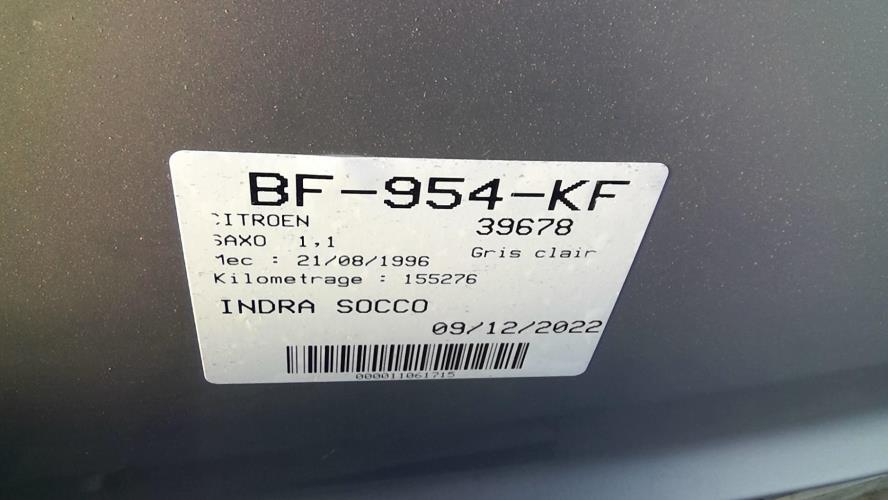 BF-954-KF
CITROEN 39678
SAXO 1,1 Gris clair
Mec : 21/08/1996
Kilometrage : 155276
INDRA SOCCO
09/12/2022
000011061715